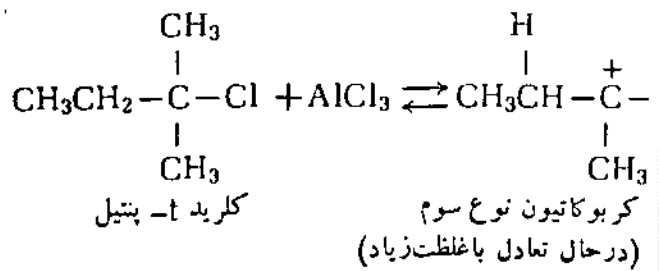 CH₃ H
CH₃CH₂–C–Cl + AlCl₃ ⇌ CH₃CH–C⁺–
CH₃ CH₃
کلرید t- پنتیل
کربوکاتیون نوع سوم
(درحال تعادل باغلظت‌زیاد)